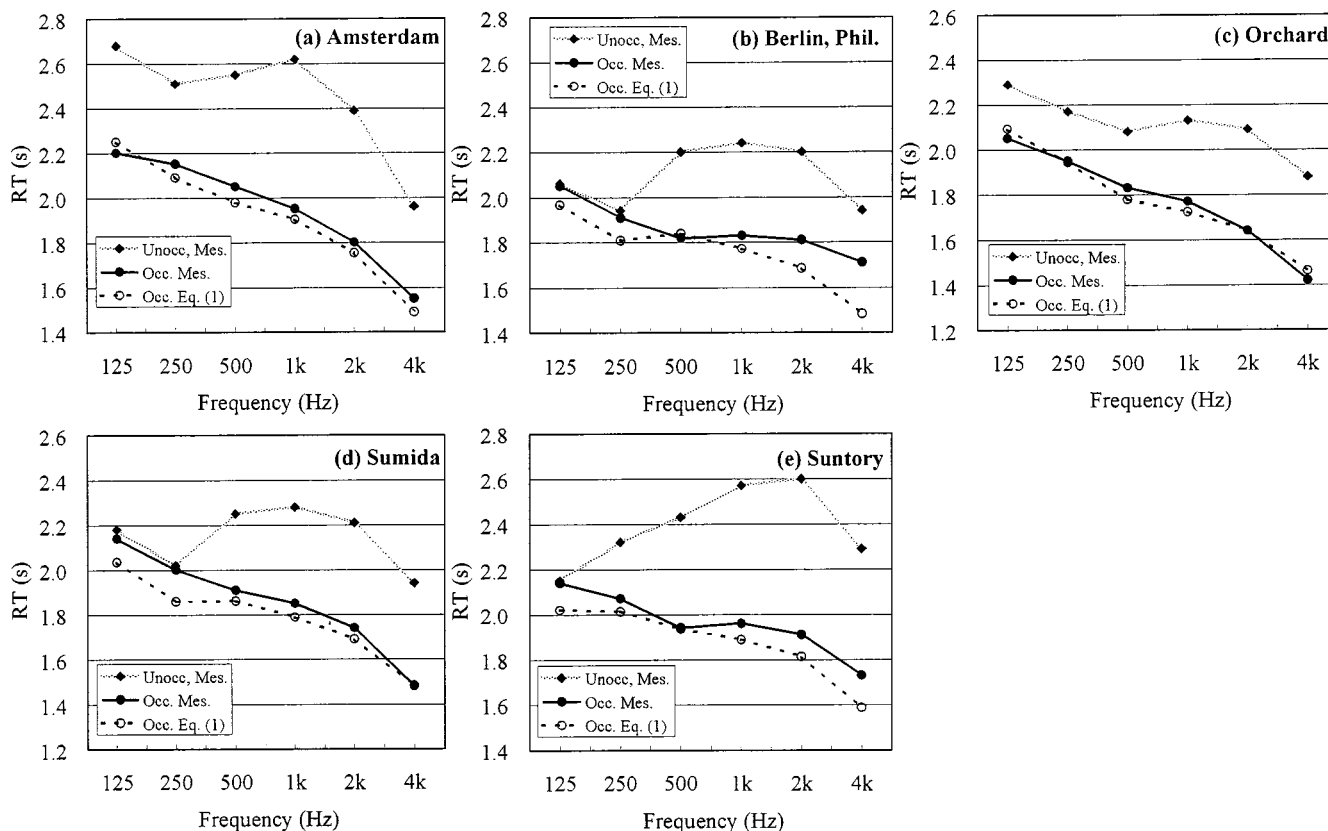 (a) Amsterdam
2.8
2.6
2.4
2.2
2.0
1.8
1.6
1.4
RT (s)
Unocc, Mes.
Occ. Mes.
Occ. Eq. (1)
125 250 500 1k 2k 4k
Frequency (Hz)
(b) Berlin, Phil.
2.8
2.6
2.4
2.2
2.0
1.8
1.6
1.4
RT (s)
Unocc, Mes.
Occ. Mes.
Occ. Eq. (1)
125 250 500 1k 2k 4k
Frequency (Hz)
(c) Orchard
2.6
2.4
2.2
2.0
1.8
1.6
1.4
1.2
RT (s)
Unocc, Mes.
Occ. Mes.
Occ. Eq. (1)
125 250 500 1k 2k 4k
Frequency (Hz)
(d) Sumida
2.6
2.4
2.2
2.0
1.8
1.6
1.4
1.2
RT (s)
Unocc, Mes.
Occ. Mes.
Occ. Eq. (1)
125 250 500 1k 2k 4k
Frequency (Hz)
(e) Suntory
2.8
2.6
2.4
2.2
2.0
1.8
1.6
1.4
RT (s)
Unocc, Mes.
Occ. Mes.
Occ. Eq. (1)
125 250 500 1k 2k 4k
Frequency (Hz)